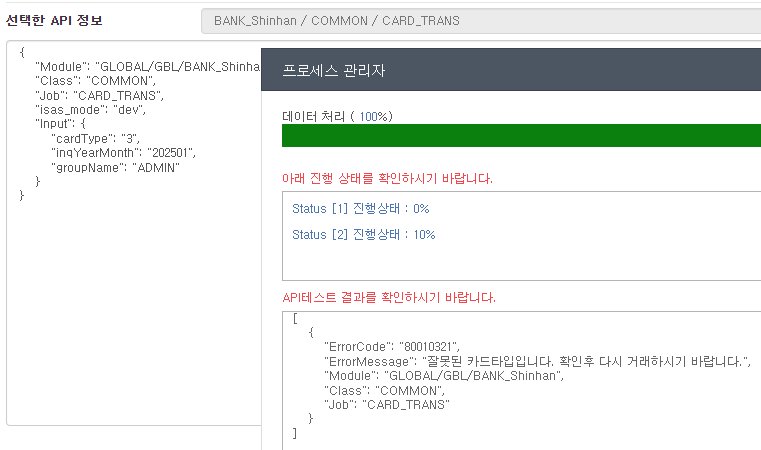 선택한 API 정보
BANK_Shinhan / COMMON / CARD_TRANS
{
"Module": "GLOBAL/GBL/BANK_Shinha
"Class": "COMMON",
"Job": "CARD_TRANS",
"isas_mode": "dev",
"Input": {
"cardType": "3",
"inqYearMonth": "202501",
"groupName": "ADMIN"
}
}
프로세스 관리자
데이터 처리 ( 100%)
아래 진행 상태를 확인하시기 바랍니다.
Status [1] 진행상태 : 0%
Status [2] 진행상태 : 10%
API테스트 결과를 확인하시기 바랍니다.
[
{
"ErrorCode": "80010321",
"ErrorMessage": "잘못된 카드타입입니다. 확인후 다시 거래하시기 바랍니다.",
"Module": "GLOBAL/GBL/BANK_Shinhan",
"Class": "COMMON",
"Job": "CARD_TRANS"
}
]